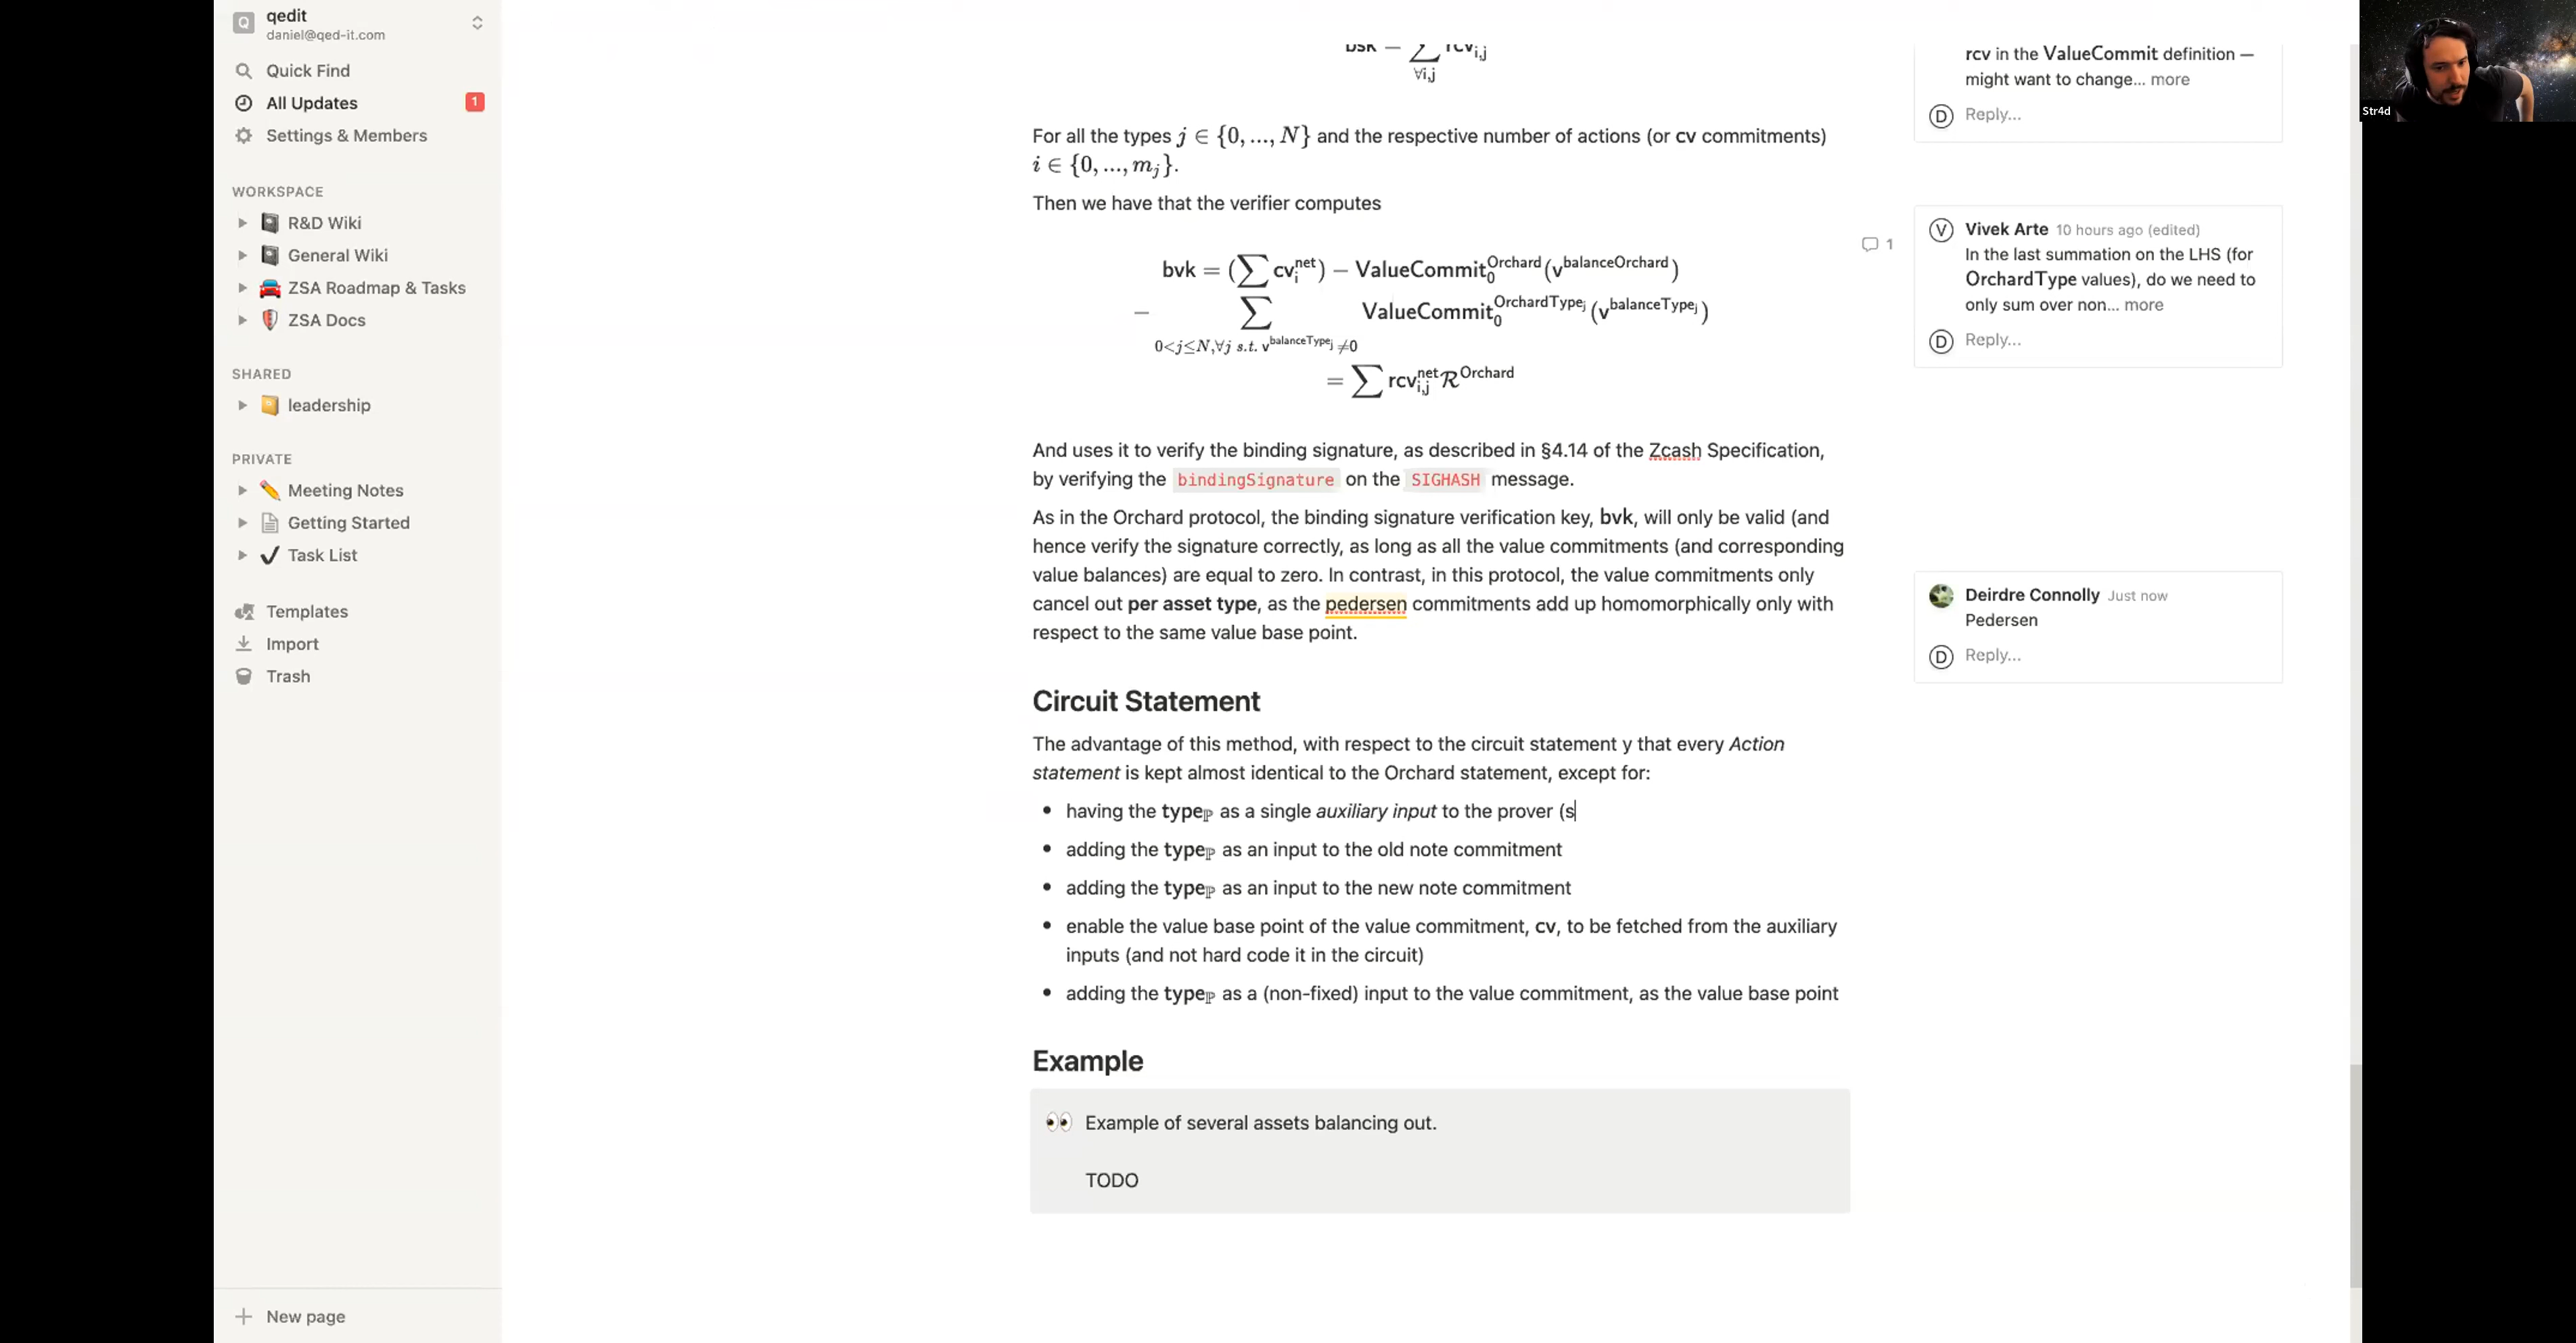 qedit
daniel@qed-it.com
Quick Find
All Updates 1
Settings & Members
WORKSPACE
R&D Wiki
General Wiki
ZSA Roadmap & Tasks
ZSA Docs
SHARED
leadership
PRIVATE
Meeting Notes
Getting Started
Task List
Templates
Import
Trash
New page
bsk = ∑ rcv_{i,j}
∀i,j
For all the types j ∈ {0, ..., N} and the respective number of actions (or cv commitments)
i ∈ {0, ..., m_j}.
Then we have that the verifier computes
bvk = (∑ cv_i^{net}) − ValueCommit_0^{Orchard}(v^{balanceOrchard})
− ∑ ValueCommit_0^{OrchardType_j}(v^{balanceType_j})
0<j≤N,∀j s.t. v^{balanceType_j} ≠0
= ∑ rcv_{i,j}^{net} ℛ^{Orchard}
And uses it to verify the binding signature, as described in §4.14 of the Zcash Specification,
by verifying the bindingSignature on the SIGHASH message.
As in the Orchard protocol, the binding signature verification key, bvk, will only be valid (and
hence verify the signature correctly, as long as all the value commitments (and corresponding
value balances) are equal to zero. In contrast, in this protocol, the value commitments only
cancel out per asset type, as the pedersen commitments add up homomorphically only with
respect to the same value base point.
Circuit Statement
The advantage of this method, with respect to the circuit statement y that every Action
statement is kept almost identical to the Orchard statement, except for:
• having the type_ℙ as a single auxiliary input to the prover (s
• adding the type_ℙ as an input to the old note commitment
• adding the type_ℙ as an input to the new note commitment
• enable the value base point of the value commitment, cv, to be fetched from the auxiliary
inputs (and not hard code it in the circuit)
• adding the type_ℙ as a (non-fixed) input to the value commitment, as the value base point
Example
Example of several assets balancing out.
TODO
rcv in the ValueCommit definition —
might want to change... more
D Reply...
1
V Vivek Arte 10 hours ago (edited)
In the last summation on the LHS (for
OrchardType values), do we need to
only sum over non... more
D Reply...
Deirdre Connolly Just now
Pedersen
D Reply...
Str4d